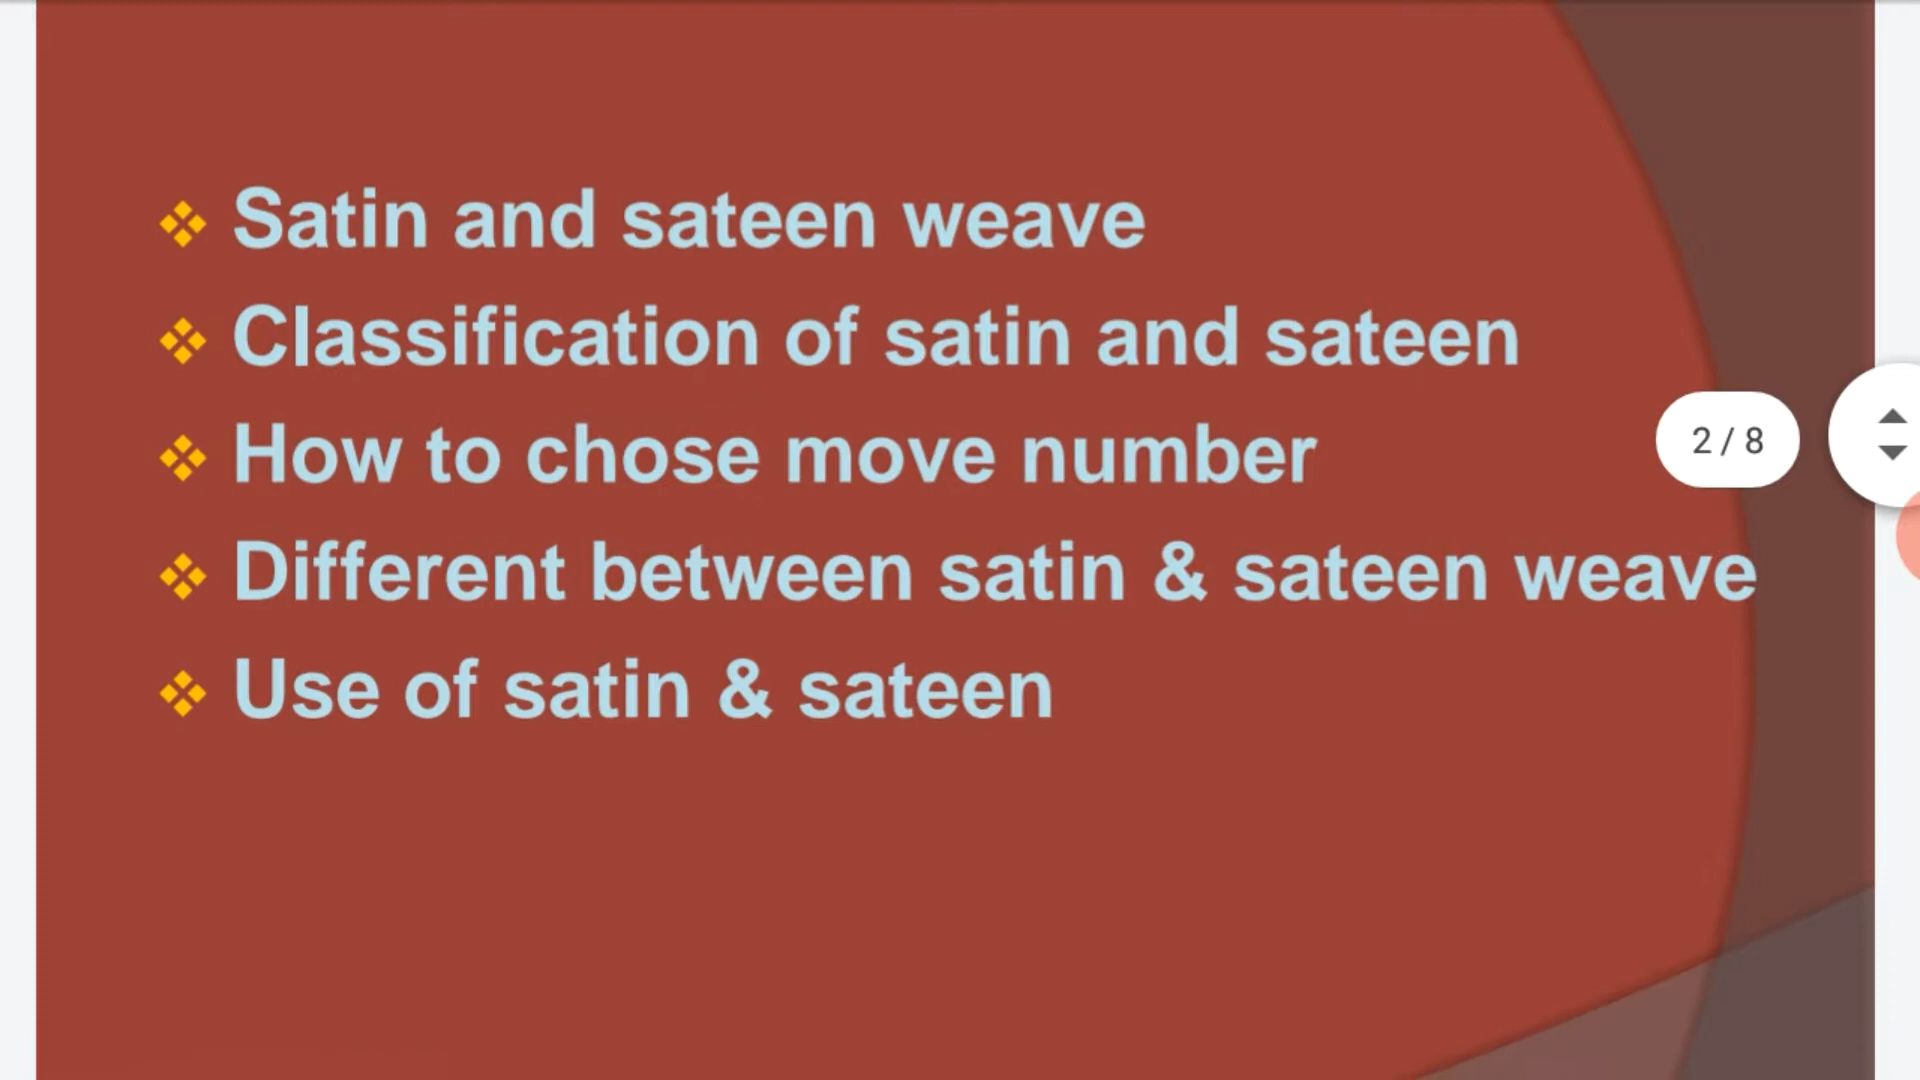 Satin and sateen weave
Classification of satin and sateen
How to chose move number
2 / 8
Different between satin & sateen weave
Use of satin & sateen